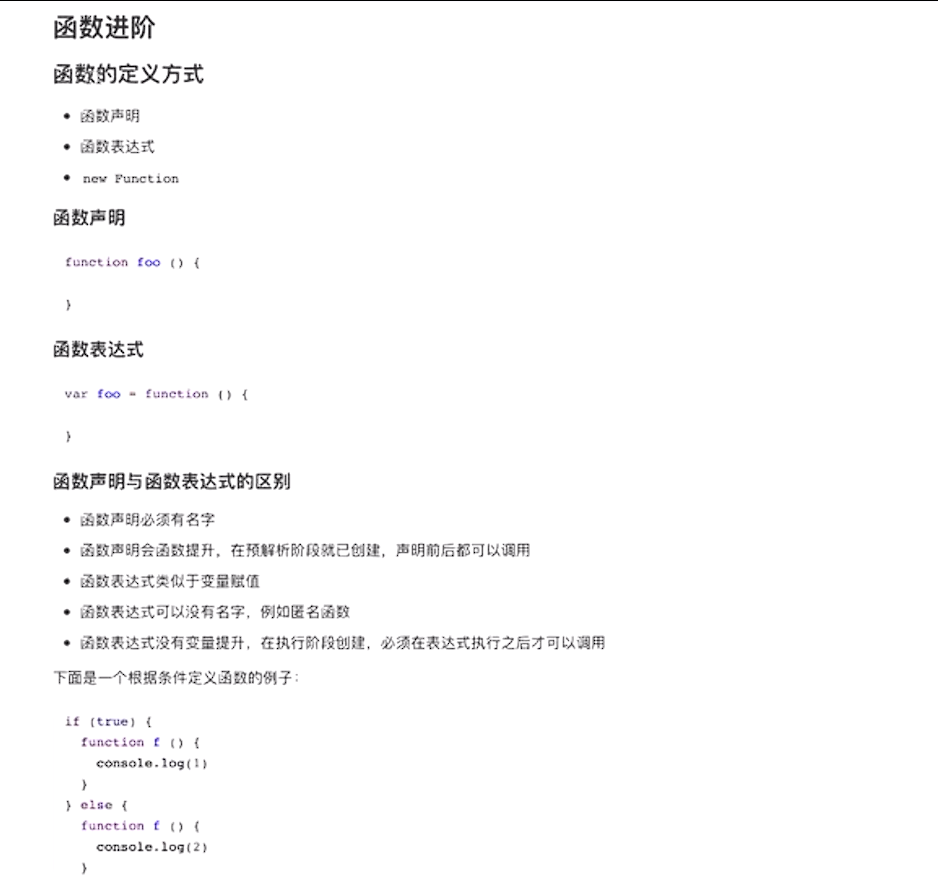 函数进阶
函数的定义方式
• 函数声明
• 函数表达式
• new Function
函数声明
function foo () {
}
函数表达式
var foo = function () {
}
函数声明与函数表达式的区别
• 函数声明必须有名字
• 函数声明会函数提升，在预解析阶段就已创建，声明前后都可以调用
• 函数表达式类似于变量赋值
• 函数表达式可以没有名字，例如匿名函数
• 函数表达式没有变量提升，在执行阶段创建，必须在表达式执行之后才可以调用
下面是一个根据条件定义函数的例子：
if (true) {
  function f () {
    console.log(1)
  }
} else {
  function f () {
    console.log(2)
  }